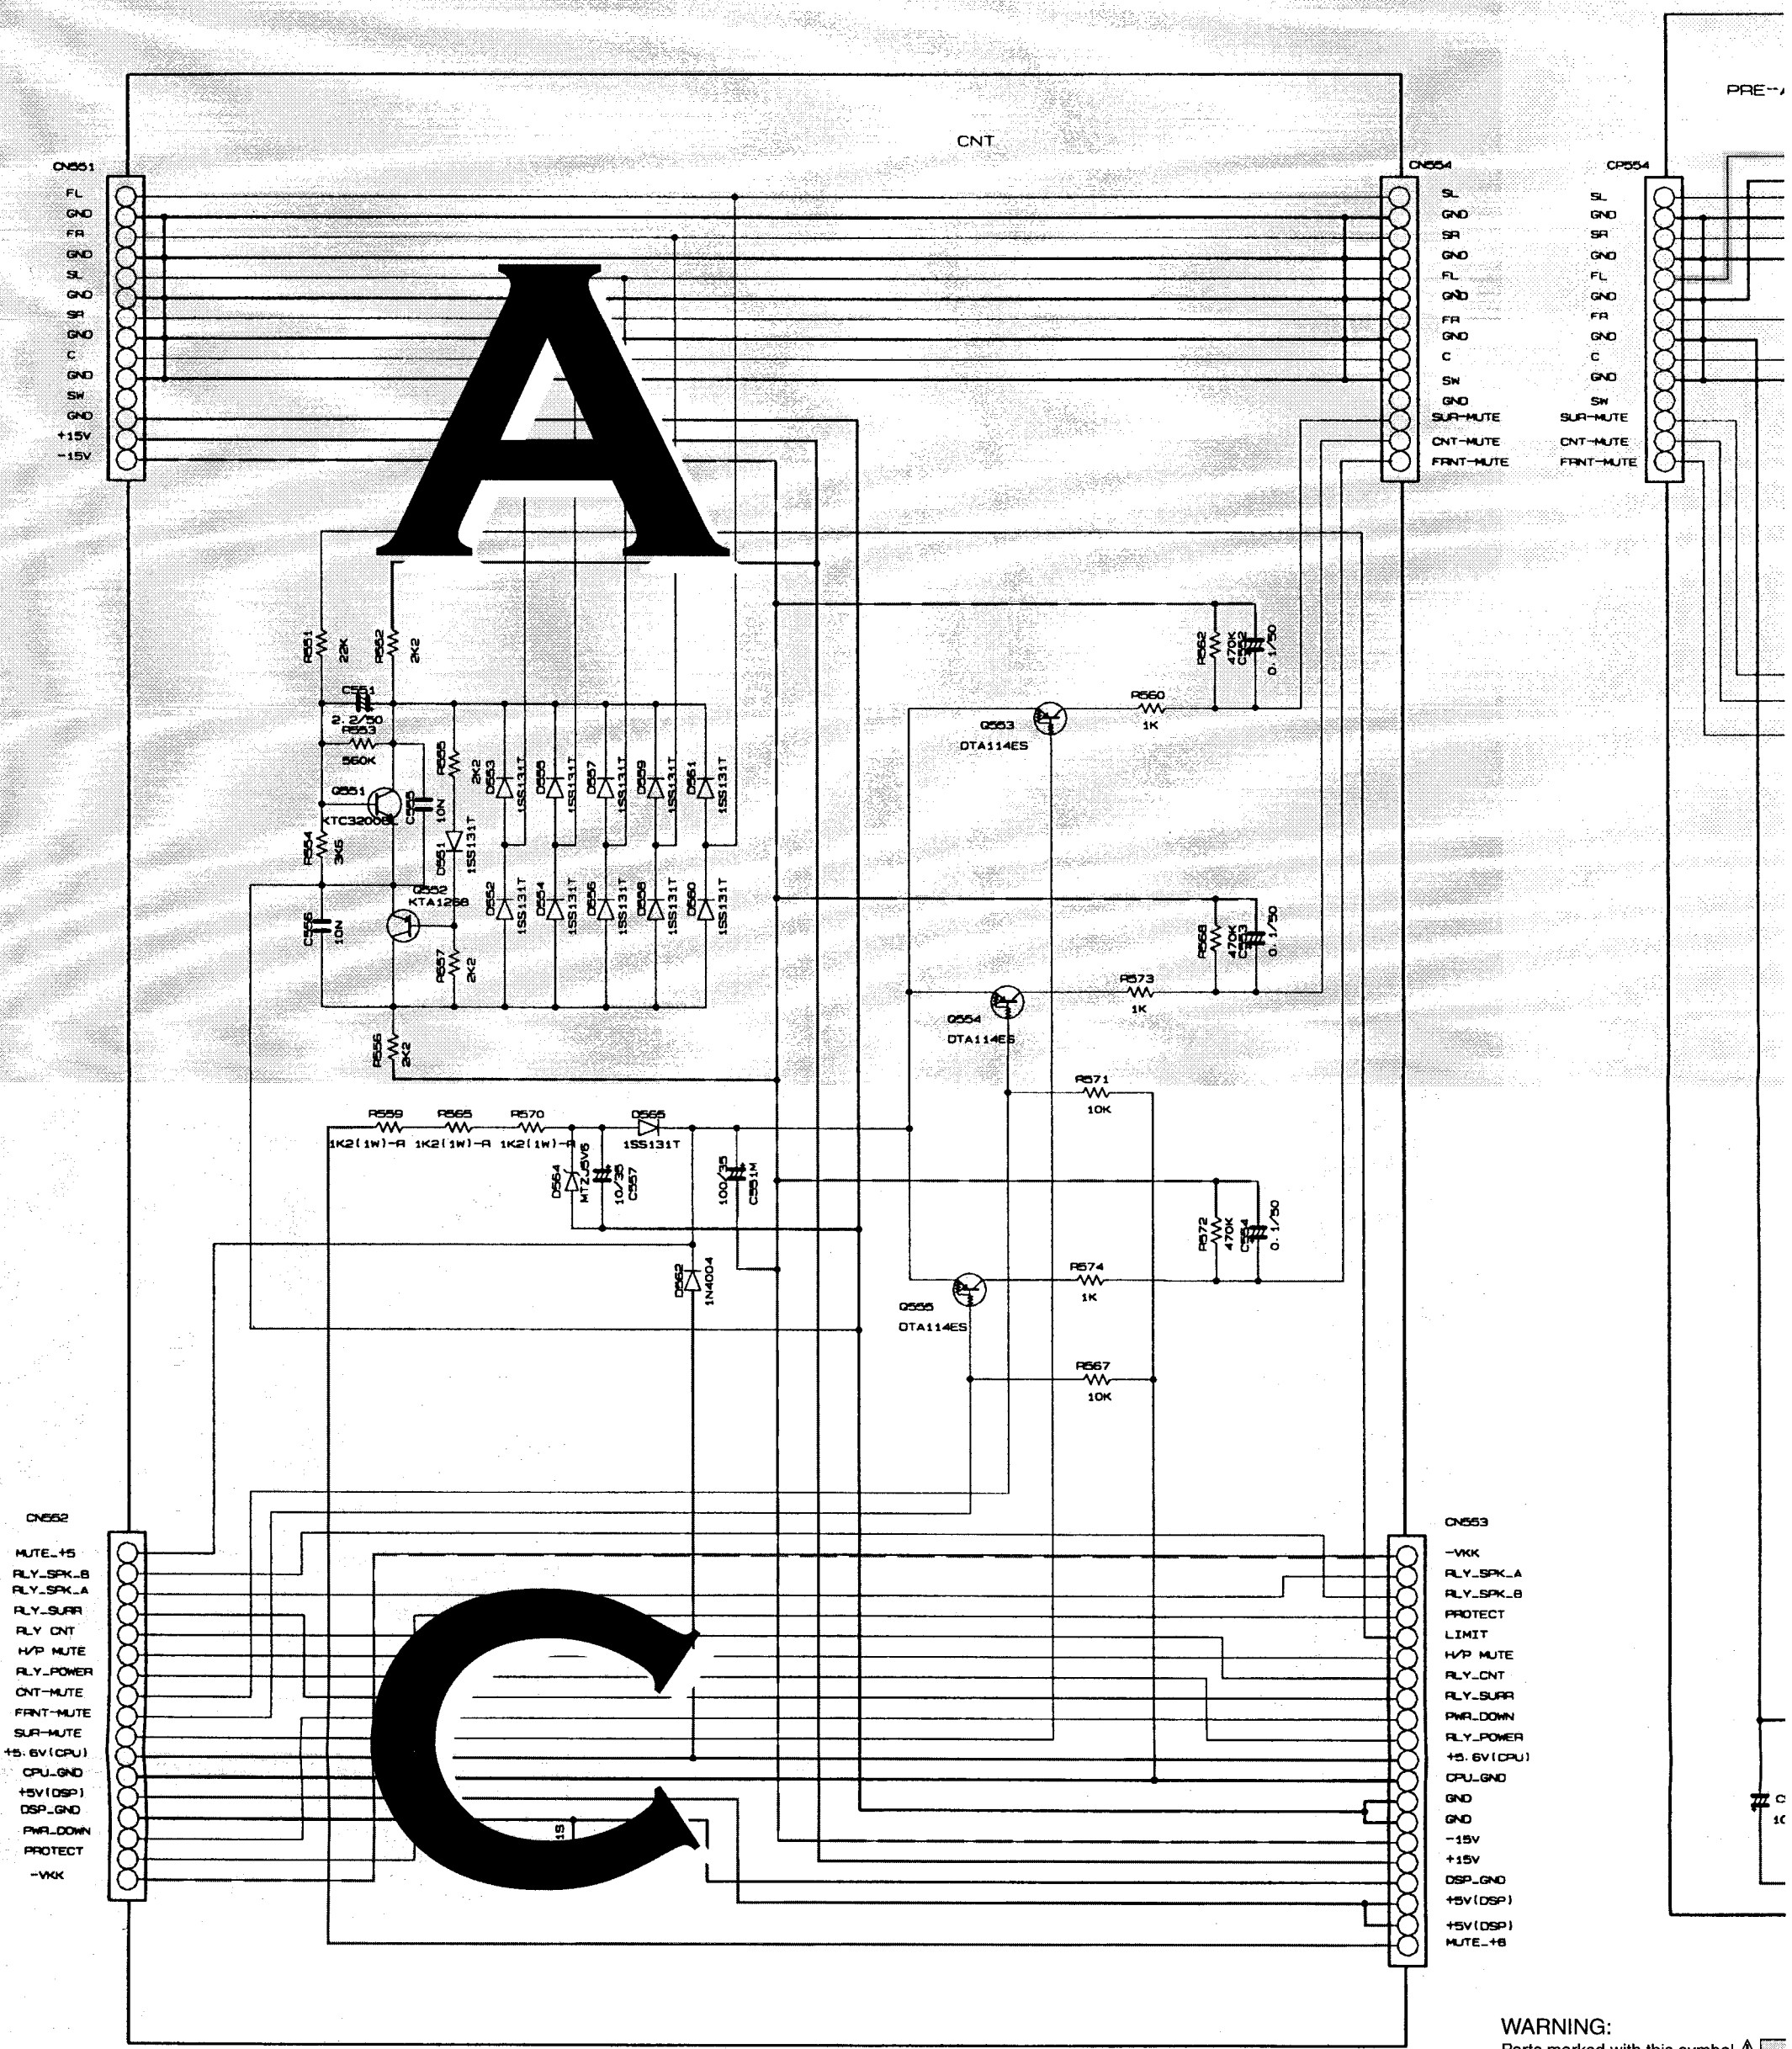 PRE-A
CNT
CN551
FL
GND
FR
GND
SL
GND
SR
GND
C
GND
SW
GND
+15V
-15V
CN554
SL
GND
SR
GND
FL
GND
FR
GND
C
SW
GND
SUR-MUTE
CNT-MUTE
FRNT-MUTE
CP554
SL
GND
SR
GND
FL
GND
FR
GND
C
GND
SW
SUR-MUTE
CNT-MUTE
FRNT-MUTE
A
R551
22K
R552
2K2
C551
2.2/50
R553
560K
Q551
KTC3200BL
C555
10N
R555
2K2
D551
1SS131T
R554
3K6
Q552
KTA1268
C556
10N
R557
2K2
R556
2K2
D553
1SS131T
D555
1SS131T
D557
1SS131T
D559
1SS131T
D561
1SS131T
D552
1SS131T
D554
1SS131T
D556
1SS131T
D558
1SS131T
D560
1SS131T
R562
470K
C552
0.1/50
R560
1K
Q553
DTA114ES
R568
470K
C553
0.1/50
R573
1K
Q554
DTA114ES
R571
10K
R559
1K2(1W)-R
R565
1K2(1W)-R
R570
1K2(1W)-R
D565
1SS131T
D564
MTZJ5V6
10/35
C557
100/35
C551M
D562
1N4004
R572
470K
C554
0.1/50
R574
1K
Q555
DTA114ES
R567
10K
CN552
MUTE_+5
RLY_SPK_B
RLY_SPK_A
RLY_SURR
RLY CNT
H/P MUTE
RLY_POWER
CNT-MUTE
FRNT-MUTE
SUR-MUTE
+5.6V(CPU)
CPU_GND
+5V(DSP)
DSP_GND
PWR_DOWN
PROTECT
-VKK
C
1S
CN553
-VKK
RLY_SPK_A
RLY_SPK_B
PROTECT
LIMIT
H/P MUTE
RLY_CNT
RLY_SURR
PWR_DOWN
RLY_POWER
+5.6V(CPU)
CPU_GND
GND
GND
-15V
+15V
DSP_GND
+5V(DSP)
+5V(DSP)
MUTE_+B
WARNING:
Parts marked with this symbol